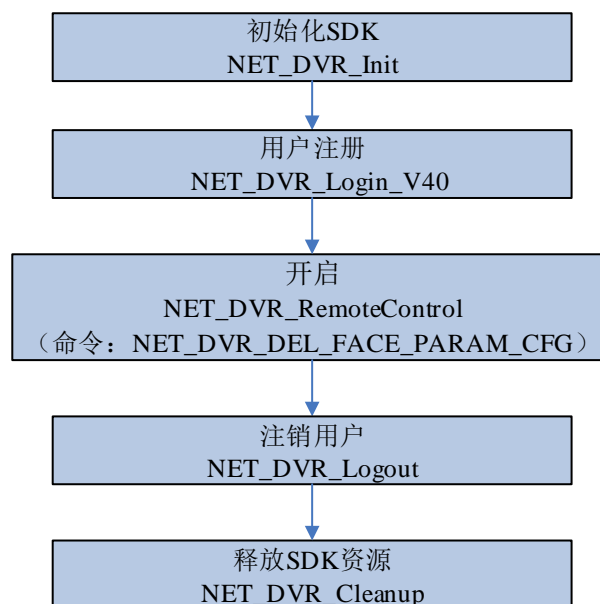 初始化SDK
NET_DVR_Init
用户注册
NET_DVR_Login_V40
开启
NET_DVR_RemoteControl
（命令：NET_DVR_DEL_FACE_PARAM_CFG）
注销用户
NET_DVR_Logout
释放SDK资源
NET_DVR_Cleanup